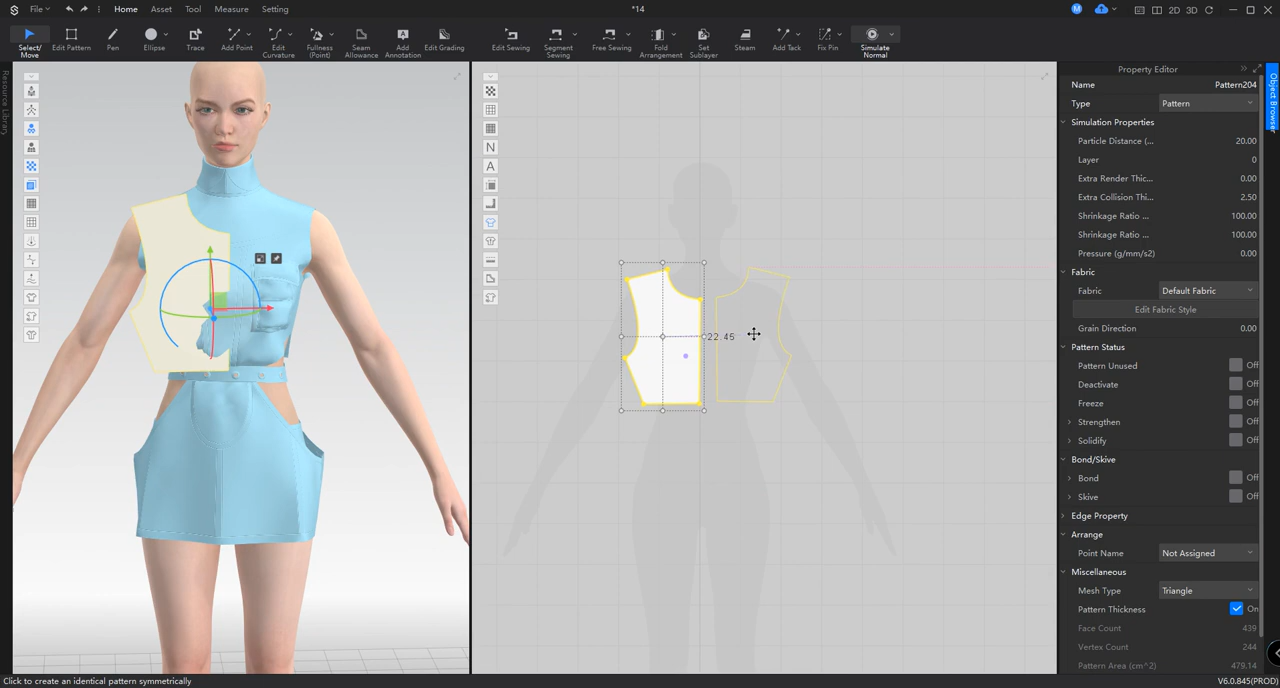 File
Home
Asset
Tool
Measure
Setting
*14
M
2D
3D
Select/
Move
Edit Pattern
Pen
Ellipse
Trace
Add Point
Edit
Curvature
Fullness
(Point)
Seam
Allowance
Add
Annotation
Edit Grading
Edit Sewing
Segment
Sewing
Free Sewing
Fold
Arrangement
Set
Sublayer
Steam
Add Tack
Fix Pin
Simulate
Normal
Resource Library
N
A
22.45
Property Editor
Object Browser
Name Pattern204
Type Pattern
Simulation Properties
Particle Distance (... 20.00
Layer 0
Extra Render Thic... 0.00
Extra Collision Thi... 2.50
Shrinkage Ratio ... 100.00
Shrinkage Ratio ... 100.00
Pressure (g/mm/s2) 0.00
Fabric
Fabric Default Fabric
Edit Fabric Style
Grain Direction 0.00
Pattern Status
Pattern Unused Off
Deactivate Off
Freeze Off
Strengthen Off
Solidify Off
Bond/Skive
Bond Off
Skive Off
Edge Property
Arrange
Point Name Not Assigned
Miscellaneous
Mesh Type Triangle
Pattern Thickness On
Face Count 439
Vertex Count 244
Pattern Area (cm^2) 479.14
Click to create an identical pattern symmetrically
V6.0.845(PROD)